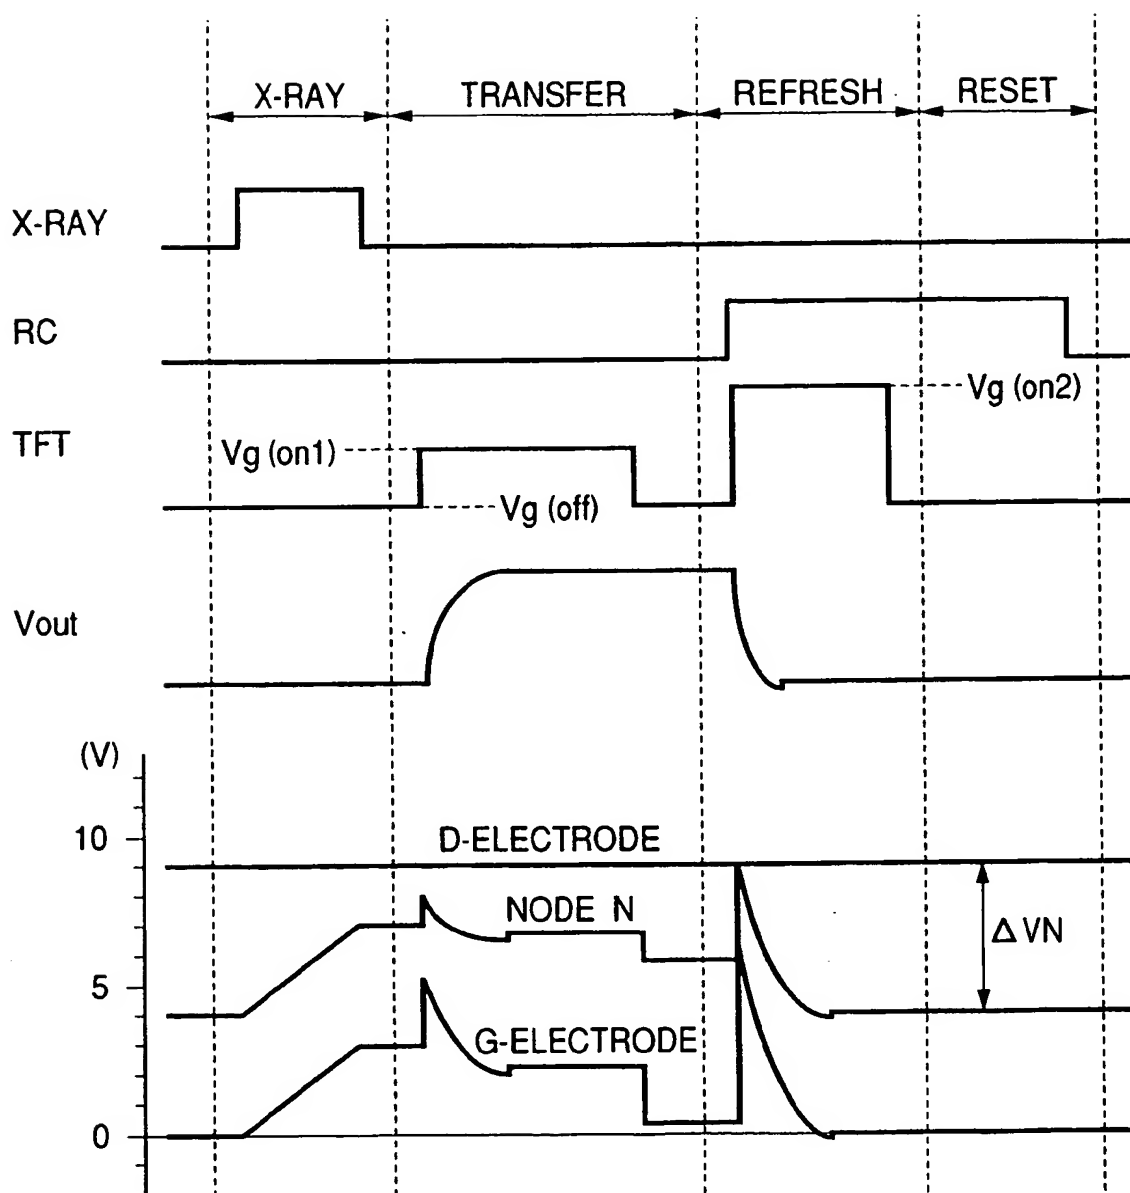 X-RAY TRANSFER REFRESH RESET
X-RAY
RC
Vg (on2)
TFT
Vg (on1)
Vg (off)
Vout
(V)
10
D-ELECTRODE
NODE N
ΔVN
5
G-ELECTRODE
0